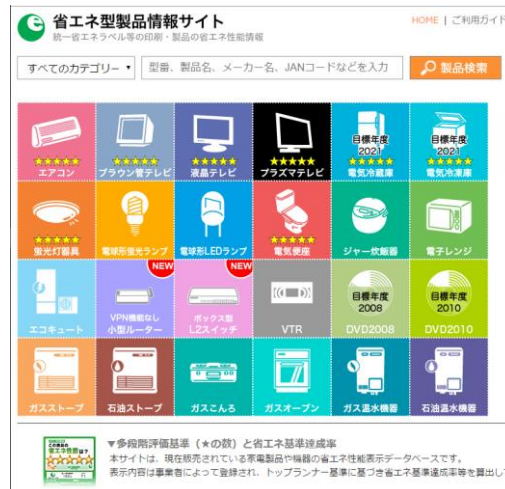 省エネ型製品情報サイト
統一省エネラベル等の印刷・製品の省エネ性能情報
HOME | ご利用ガイド
すべてのカテゴリー
型番、製品名、メーカー名、JANコードなどを入力
製品検索
★★★★★ ★★★★★ ★★★★★ ★★★★★ 目標年度 2021 ★★★★★ 目標年度 2021 ★★★★★
エアコン ブラウン管テレビ 液晶テレビ プラズマテレビ 電気冷蔵庫 電気冷凍庫
★★★★★ ★★★★★
蛍光灯器具 電球形蛍光ランプ 電球形LEDランプ 電気便座 ジャー炊飯器 電子レンジ
NEW NEW
エコキュート VPN機能なし 小型ルーター ボックス型 L2スイッチ VTR 目標年度 2008 DVD2008 目標年度 2010 DVD2010
ガスストーブ 石油ストーブ ガスこんろ ガスオーブン ガス温水機器 石油温水機器
省エネ性能は?
▼多段階評価基準（★の数）と省エネ基準達成率
本サイトは、現在販売されている家電製品や機器の省エネ性能表示データベースです。
表示内容は事業者によって登録され、トップランナー基準に基づき省エネ基準達成率等を算出し